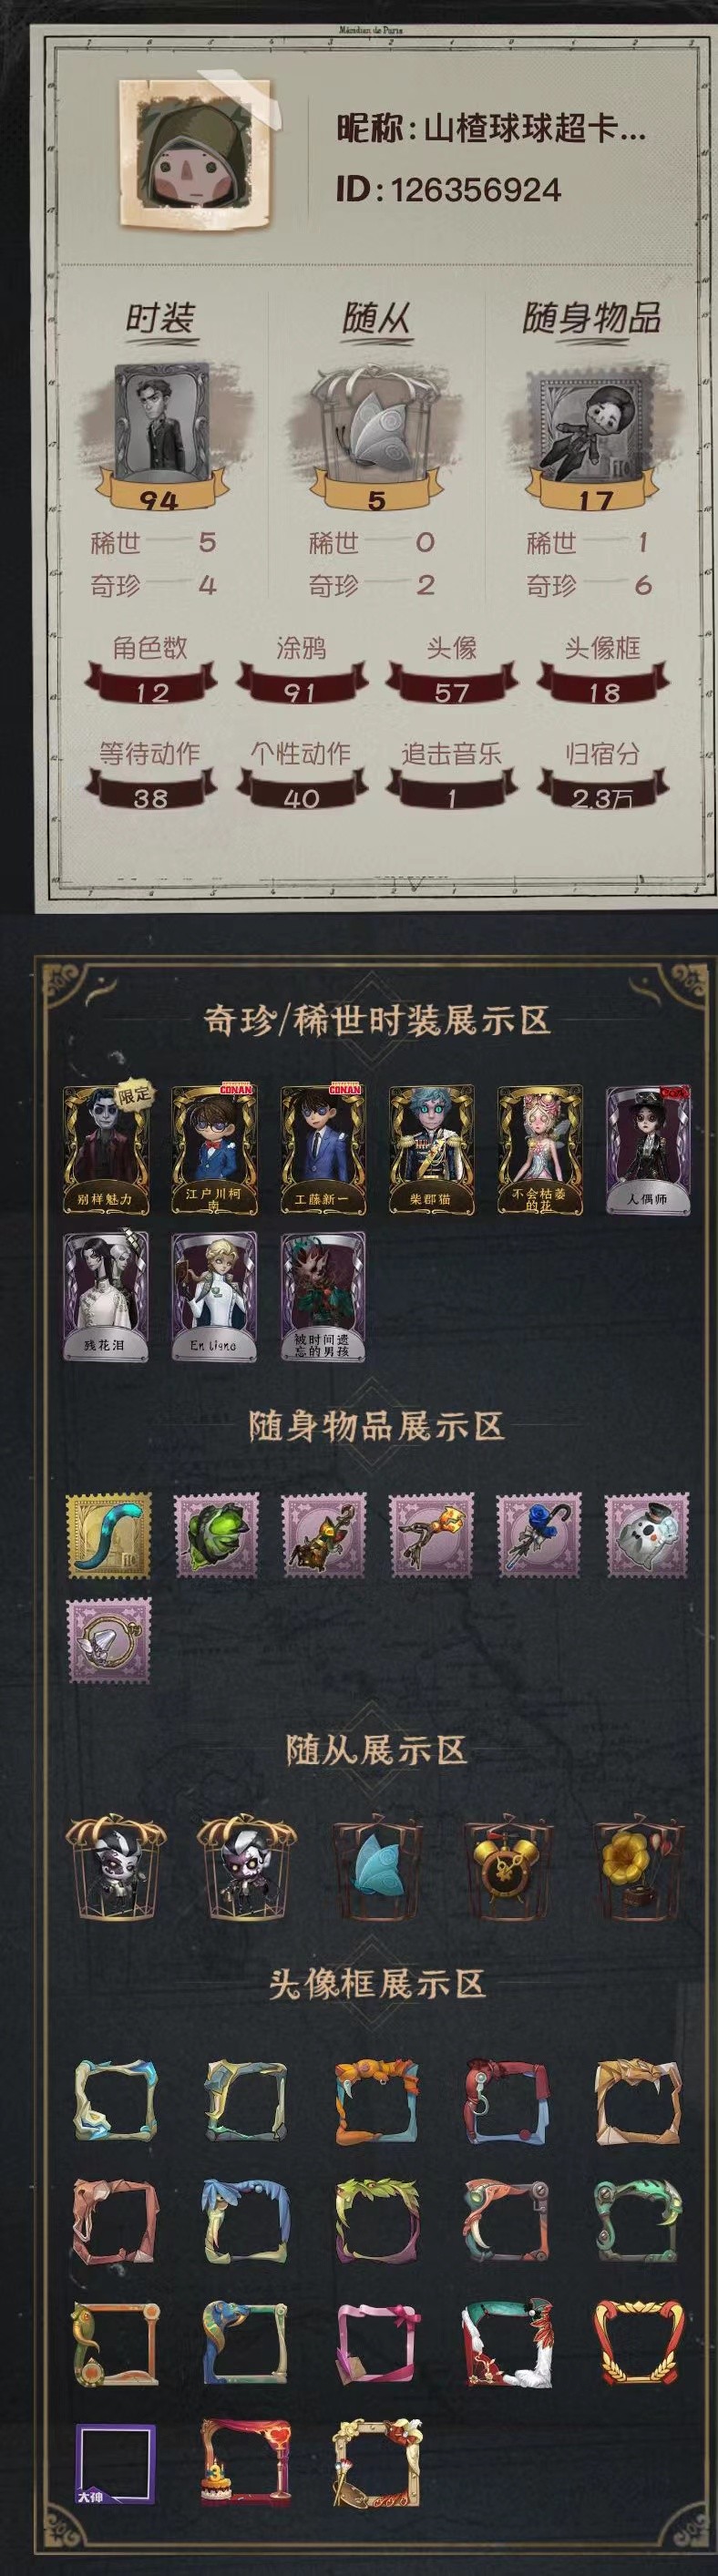 Méridian de Paris
昵称:山楂球球超卡...
ID:126356924
时装 随从 随身物品
94 5 17
稀世 5 稀世 0 稀世 1
奇珍 4 奇珍 2 奇珍 6
角色数 涂鸦 头像 头像框
12 91 57 18
等待动作 个性动作 追击音乐 归宿分
38 40 1 2.3万
奇珍/稀世时装展示区
限定 CONAN CONAN
别样魅力 江户川柯南 工藤新一 柴郡猫 不会枯萎的花 人偶师
残花泪 En ligne 被时间遗忘的男孩
随身物品展示区
随从展示区
头像框展示区
大神
3